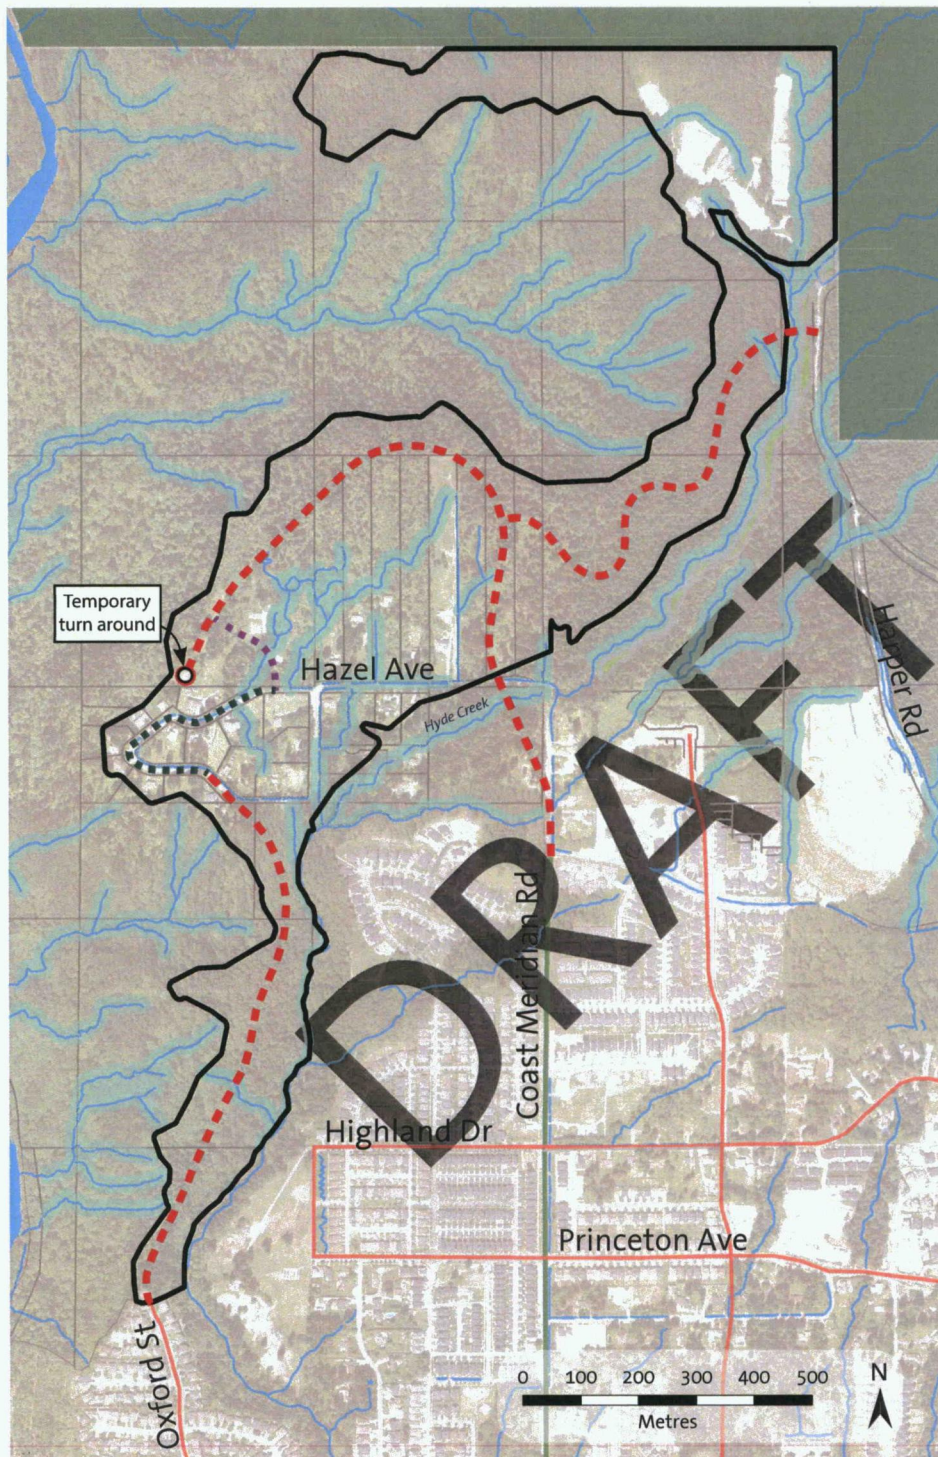 Temporary
turn around
Hazel Ave
Hyde Creek
Harper Rd
DRAFT
Coast Meridian Rd
Highland Dr
Princeton Ave
Oxford St
0 100 200 300 400 500
Metres
N